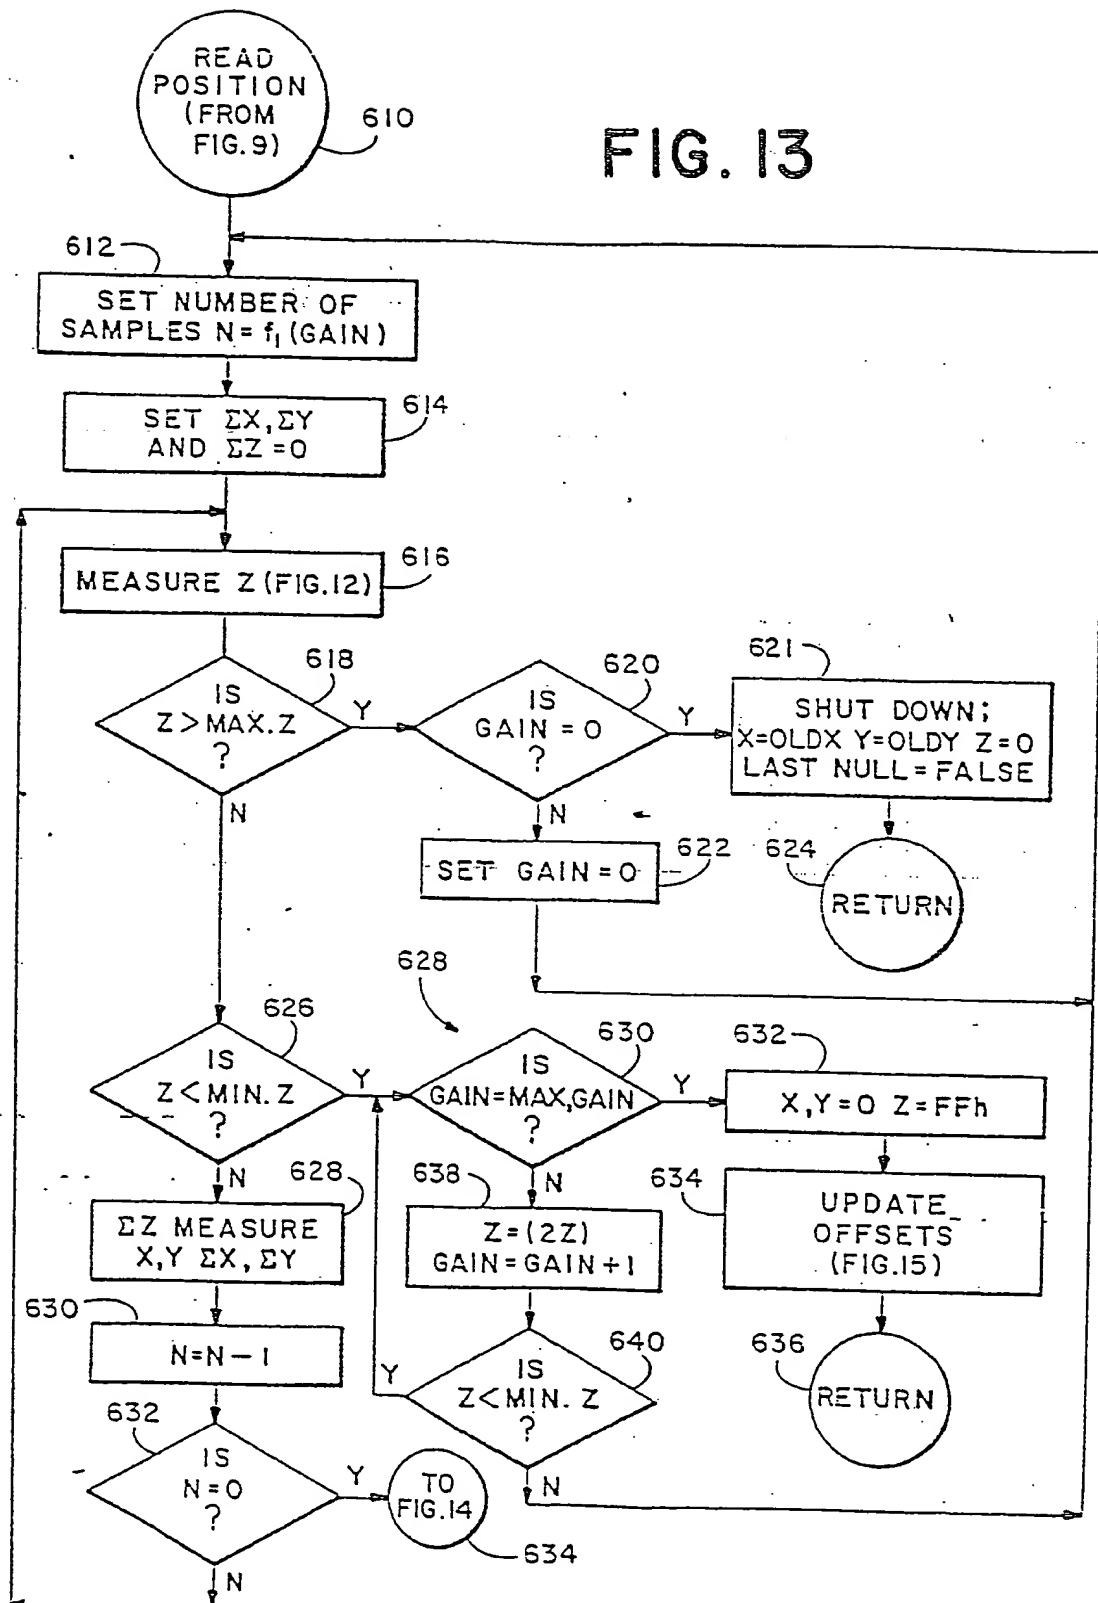 READ
POSITION
(FROM
FIG. 9)
610
FIG. 13
612
SET NUMBER OF
SAMPLES N=f₁(GAIN)
614
SET ΣX,ΣY
AND ΣZ=0
616
MEASURE Z(FIG.12)
618
IS
Z>MAX.Z
?
Y
N
620
IS
GAIN=0
?
Y
N
621
SHUT DOWN;
X=OLDX Y=OLDY Z=0
LAST NULL=FALSE
622
SET GAIN=0
624
RETURN
626
IS
Z<MIN.Z
?
Y
N
628
630
IS
GAIN=MAX,GAIN
?
Y
N
632
X,Y=0 Z=FFh
628
ΣZ MEASURE
X,Y ΣX,ΣY
638
Z=(2Z)
GAIN=GAIN+1
634
UPDATE
OFFSETS
(FIG.15)
630
N=N-1
640
IS
Z<MIN. Z
?
Y
N
636
RETURN
632
IS
N=0
?
Y
N
TO
FIG.14
634